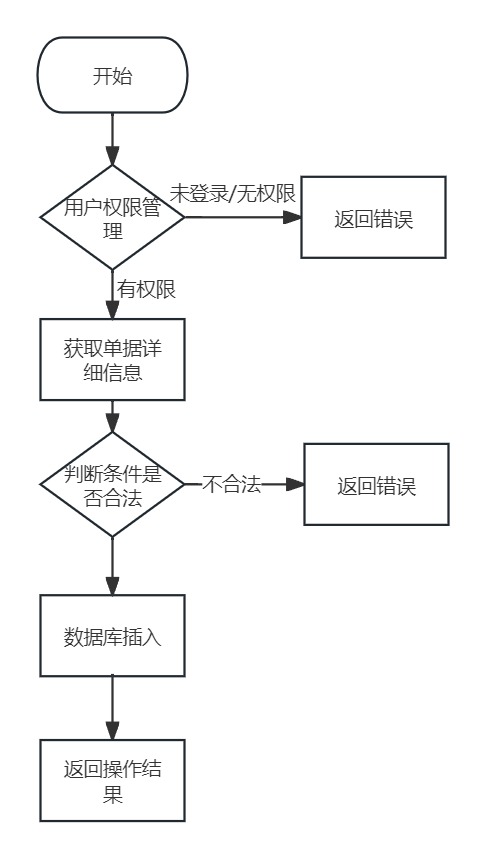 开始
用户权限管
理
未登录/无权限
返回错误
有权限
获取单据详
细信息
判断条件是
否合法
不合法
返回错误
数据库插入
返回操作结
果